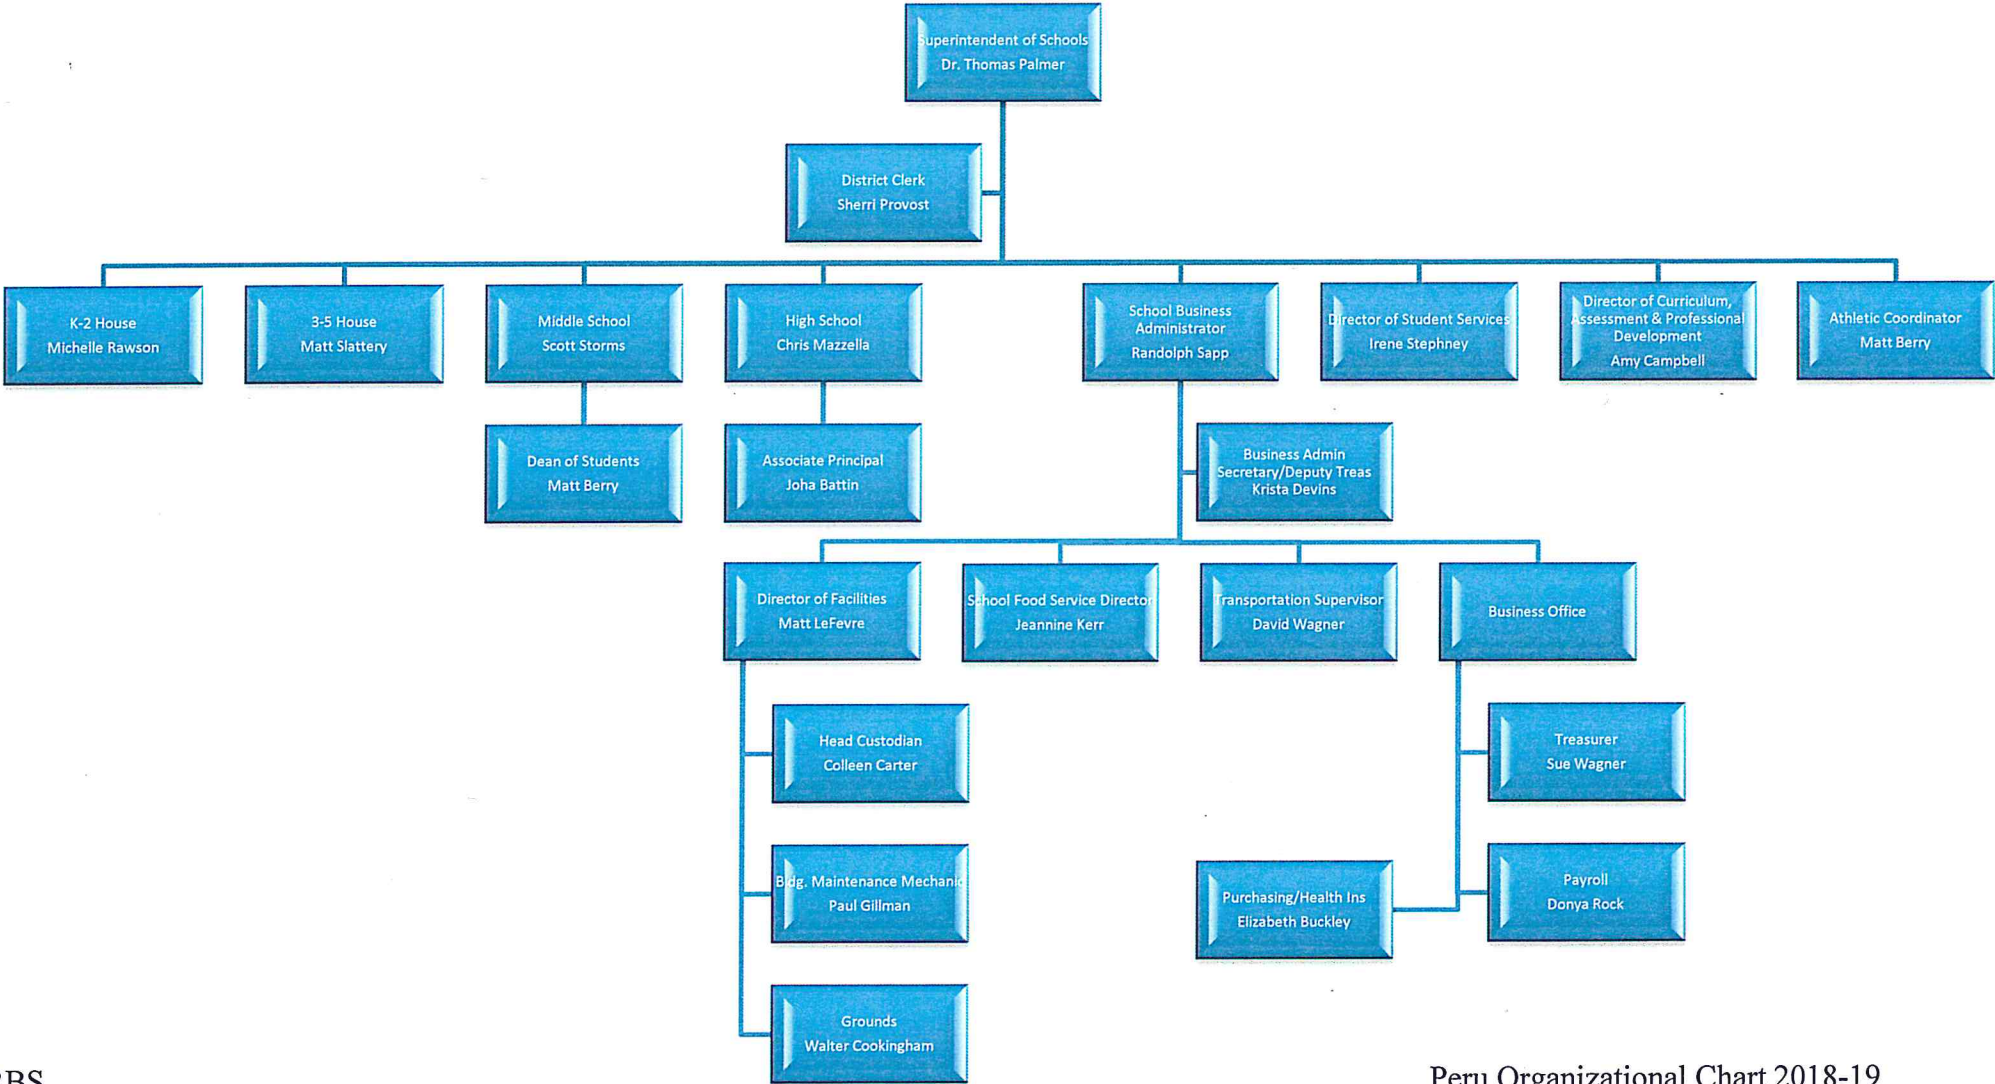 Superintendent of Schools
Dr. Thomas Palmer
District Clerk
Sherri Provost
K-2 House
Michelle Rawson
3-5 House
Matt Slattery
Middle School
Scott Storms
High School
Chris Mazzella
School Business
Administrator
Randolph Sapp
Director of Student Services
Irene Stephney
Director of Curriculum,
Assessment & Professional
Development
Amy Campbell
Athletic Coordinator
Matt Berry
Dean of Students
Matt Berry
Associate Principal
Joha Battin
Business Admin
Secretary/Deputy Treas
Krista Devins
Director of Facilities
Matt LeFevre
School Food Service Director
Jeannine Kerr
Transportation Supervisor
David Wagner
Business Office
Head Custodian
Colleen Carter
Treasurer
Sue Wagner
Bldg. Maintenance Mechanic
Paul Gillman
Purchasing/Health Ins
Elizabeth Buckley
Payroll
Donya Rock
Grounds
Walter Cookingham
Peru Organizational Chart 2018-19